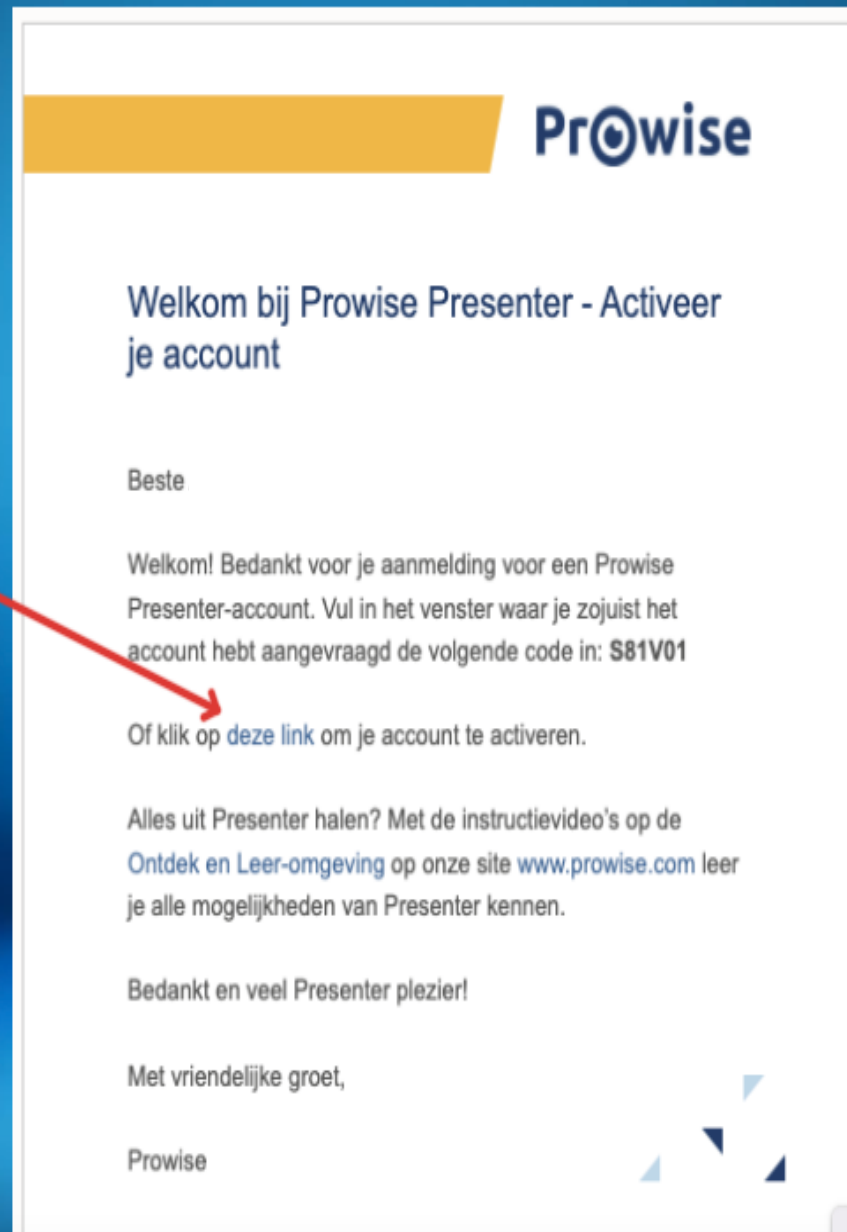 Prowise
Welkom bij Prowise Presenter - Activeer
je account
Beste
Welkom! Bedankt voor je aanmelding voor een Prowise
Presenter-account. Vul in het venster waar je zojuist het
account hebt aangevraagd de volgende code in: S81V01
Of klik op deze link om je account te activeren.
Alles uit Presenter halen? Met de instructievideo's op de
Ontdek en Leer-omgeving op onze site www.prowise.com leer
je alle mogelijkheden van Presenter kennen.
Bedankt en veel Presenter plezier!
Met vriendelijke groet,
Prowise